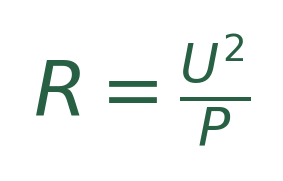 R = U²/P